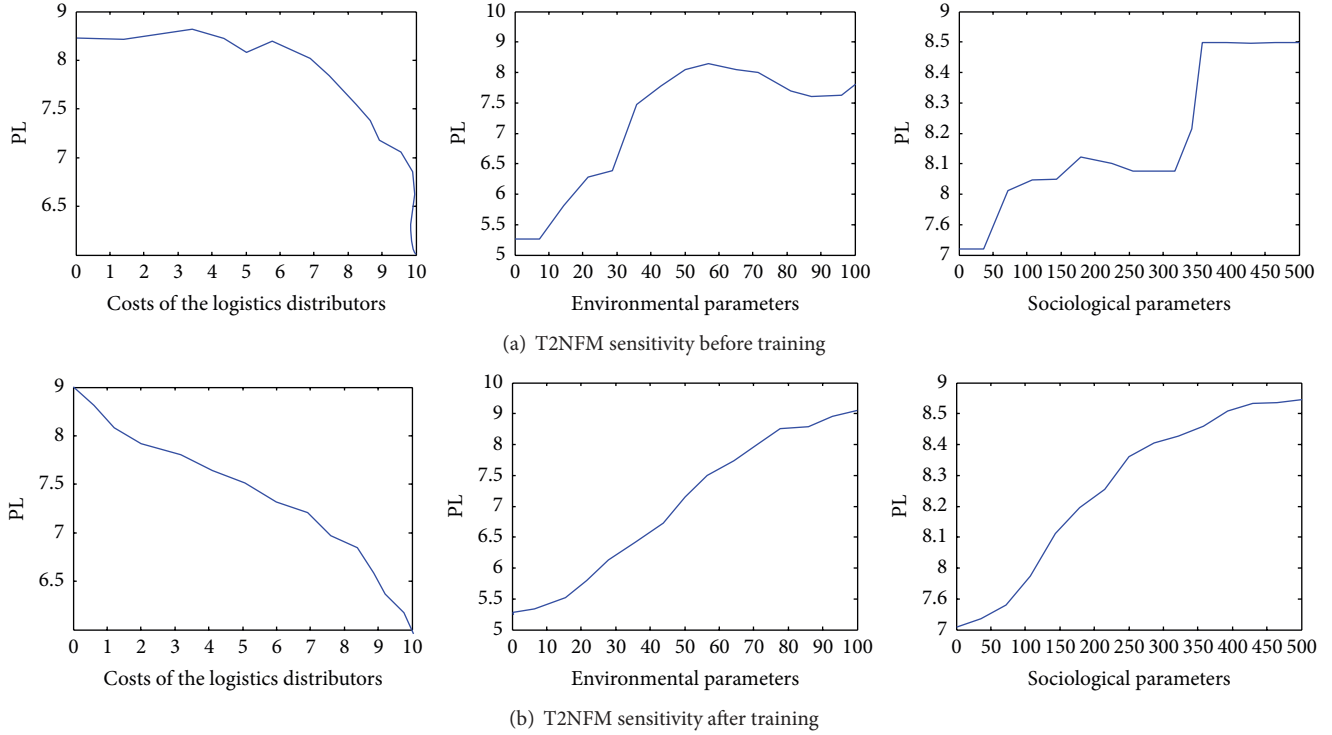 9
8
7.5
7
6.5
PL
0 1 2 3 4 5 6 7 8 9 10
Costs of the logistics distributors
10
9
8
7.5
7
6.5
6
5.5
5
PL
0 10 20 30 40 50 60 70 80 90 100
Environmental parameters
9
8.5
8.4
8.3
8.2
8.1
8
7.6
7
PL
0 50 100 150 200 250 300 350 400 450 500
Sociological parameters
(a) T2NFM sensitivity before training
9
8
7.5
7
6.5
PL
0 1 2 3 4 5 6 7 8 9 10
Costs of the logistics distributors
10
9
8
7.5
7
6.5
6
5.5
5
PL
0 10 20 30 40 50 60 70 80 90 100
Environmental parameters
9
8.5
8.4
8.3
8.2
8.1
8
7.6
7
PL
0 50 100 150 200 250 300 350 400 450 500
Sociological parameters
(b) T2NFM sensitivity after training